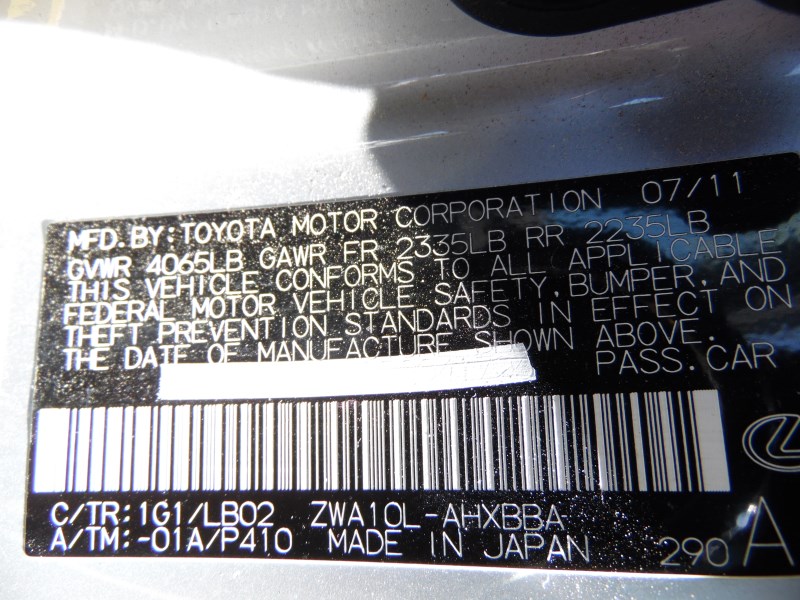 MFD.BY:TOYOTA MOTOR CORPORATION 07/11
GVWR 4065LB GAWR FR 2335LB RR 2235LB
THIS VEHICLE CONFORMS TO ALL APPL CABLE
FEDERAL MOTOR VEHICLE SAFETY,BUMPER,AND
THEFT PREVENTION STANDARDS IN EFFECT ON
THE DATE OF MANUFACTURE SHOWN ABOVE.
PASS.CAR
C/TR:1G1/LB02 ZWA10L-AHXBBA
A/TM:-01A/P410 MADE IN JAPAN 290 A